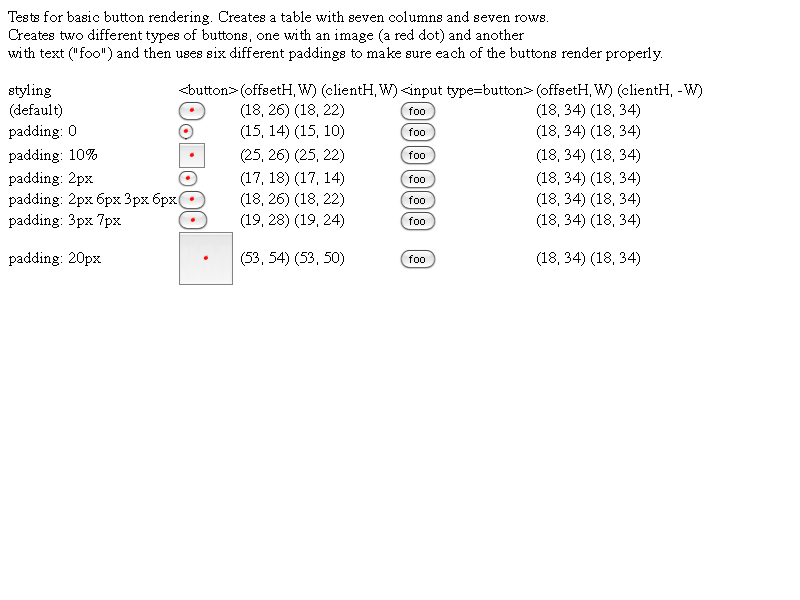 Tests for basic button rendering. Creates a table with seven columns and seven rows.
Creates two different types of buttons, one with an image (a red dot) and another
with text ("foo") and then uses six different paddings to make sure each of the buttons render properly.
styling <button> (offsetH, W) (clientH, W) <input type=button> (offsetH, W) (clientH, -W)
(default) (18, 26) (18, 22) foo (18, 34) (18, 34)
padding: 0 (15, 14) (15, 10) foo (18, 34) (18, 34)
padding: 10% (25, 26) (25, 22) foo (18, 34) (18, 34)
padding: 2px (17, 18) (17, 14) foo (18, 34) (18, 34)
padding: 2px 6px 3px 6px (18, 26) (18, 22) foo (18, 34) (18, 34)
padding: 3px 7px (19, 28) (19, 24) foo (18, 34) (18, 34)
padding: 20px (53, 54) (53, 50) foo (18, 34) (18, 34)